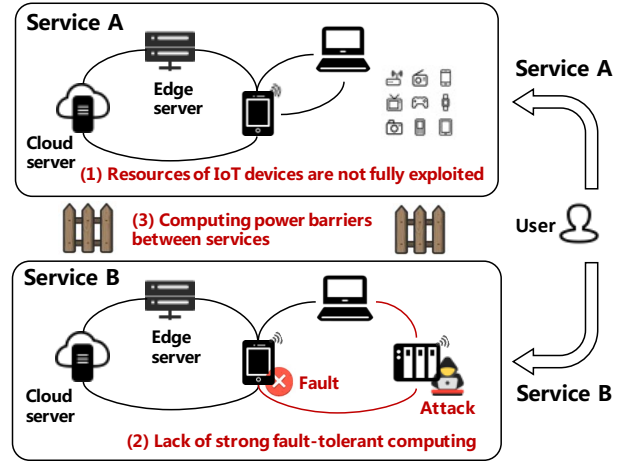 Service A
Edge
server
Cloud
server
(1) Resources of IoT devices are not fully exploited
Service A
(3) Computing power barriers
between services
User
Service B
Edge
server
Cloud
server
Fault
Attack
Service B
(2) Lack of strong fault-tolerant computing